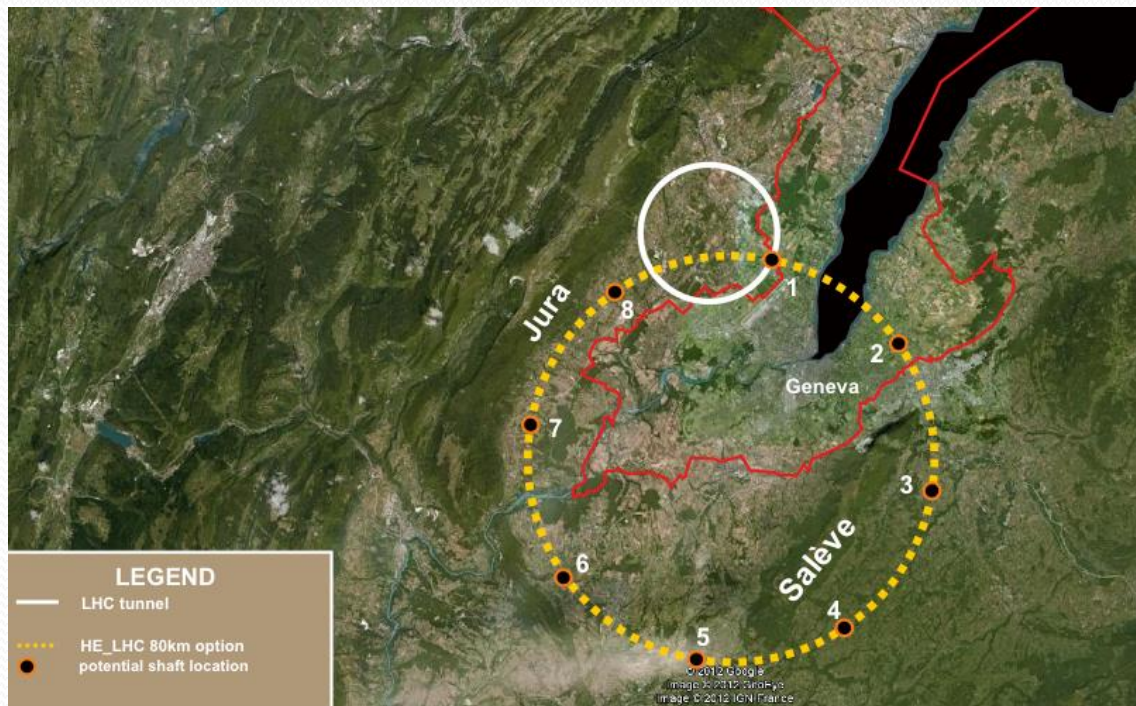 1
8
Jura
2
Geneva
7
3
Salève
6
4
5
LEGEND
LHC tunnel
HE_LHC 80km option
potential shaft location
© 2012 Google
Image © 2012 GeoEye
Image © 2012 IGN France